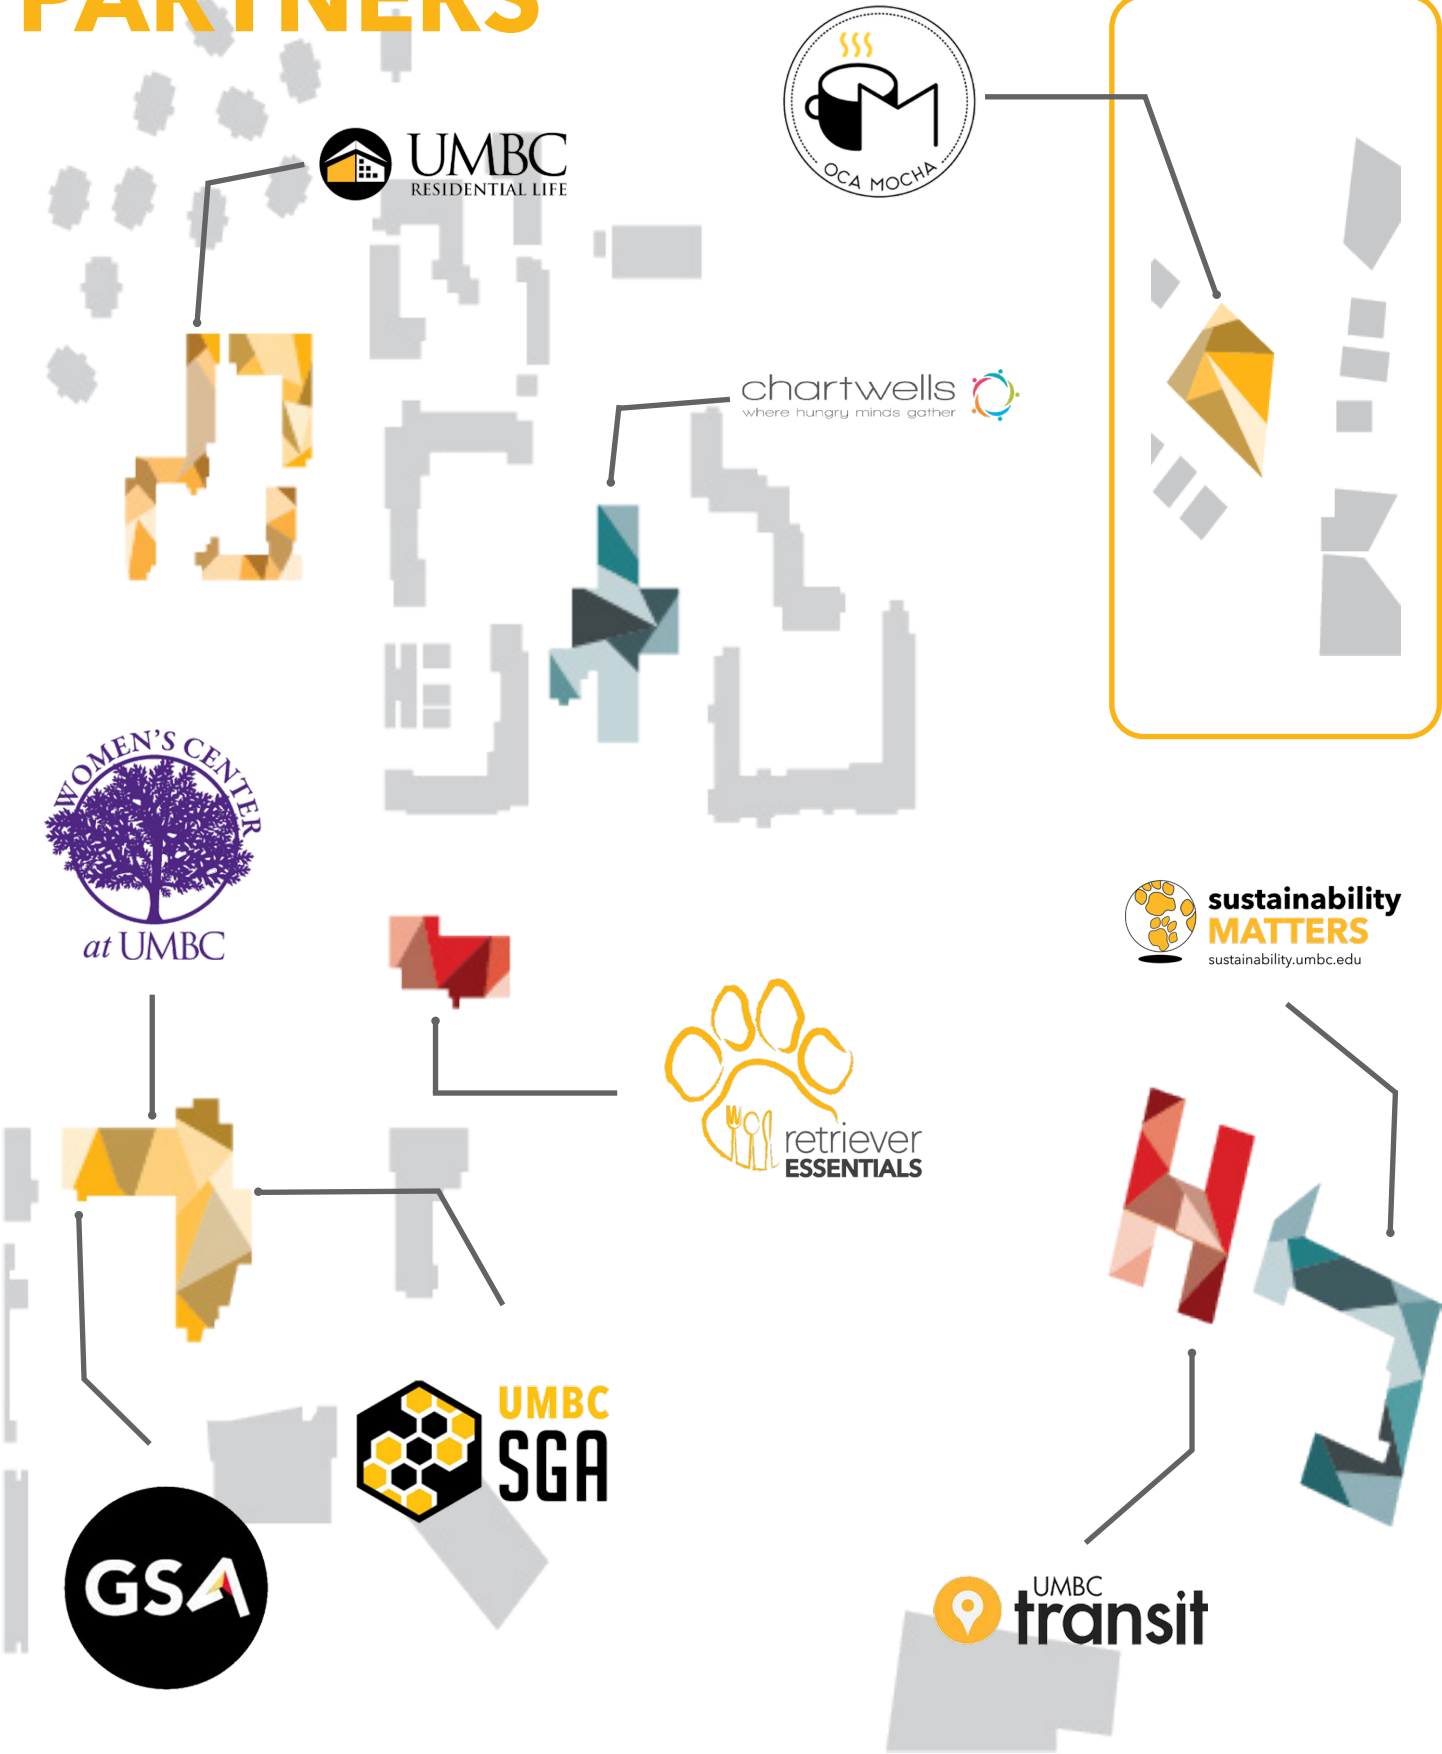 PARTNERS
OCA MOCHA
UMBC
RESIDENTIAL LIFE
chartwells
where hungry minds gather
WOMEN'S CENTER
at UMBC
sustainability
MATTERS
sustainability.umbc.edu
retriever
ESSENTIALS
UMBC
SGA
GSA
UMBC
transit